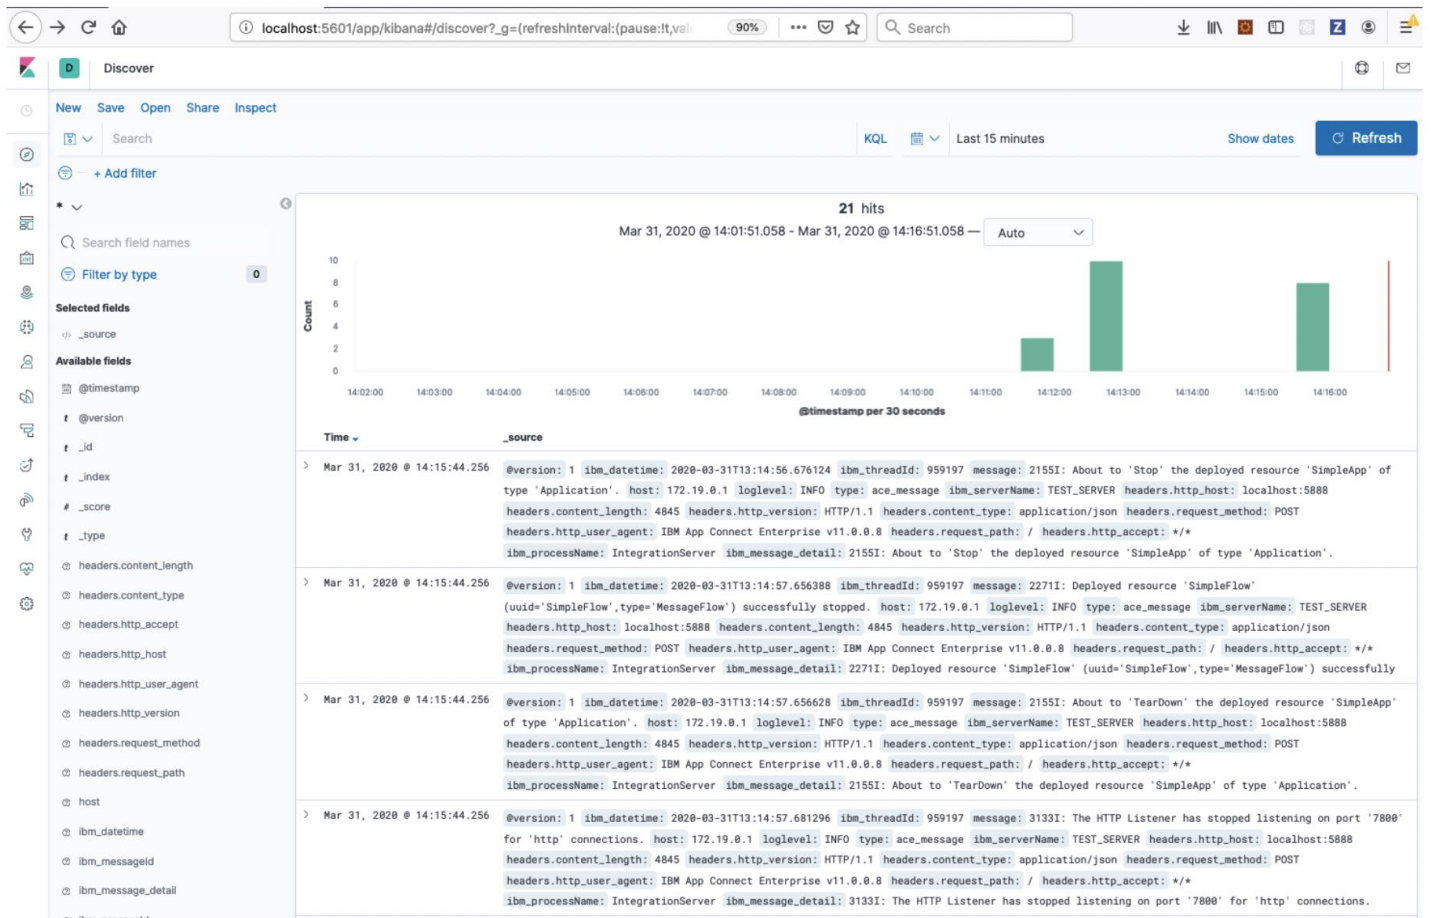 localhost:5601/app/kibana#/discover?_g=(refreshInterval:(pause:!t,val
90%
Search
Z
D
Discover
New Save Open Share Inspect
Search
KQL
Last 15 minutes
Show dates
Refresh
+ Add filter
*
Search field names
Filter by type
0
Selected fields
_source
Available fields
@timestamp
t @version
t _id
t _index
# _score
t _type
headers.content_length
headers.content_type
headers.http_accept
headers.http_host
headers.http_user_agent
headers.http_version
headers.request_method
headers.request_path
host
ibm_datetime
ibm_messageId
ibm_message_detail
21 hits
Mar 31, 2020 @ 14:01:51.058 - Mar 31, 2020 @ 14:16:51.058 —
Auto
Count
10
8
6
4
2
0
14:02:00 14:03:00 14:04:00 14:05:00 14:06:00 14:07:00 14:08:00 14:09:00 14:10:00 14:11:00 14:12:00 14:13:00 14:14:00 14:15:00 14:16:00
@timestamp per 30 seconds
Time _source
Mar 31, 2020 @ 14:15:44.256 @version: 1 ibm_datetime: 2020-03-31T13:14:56.676124 ibm_threadId: 959197 message: 2155I: About to 'Stop' the deployed resource 'SimpleApp' of
type 'Application'. host: 172.19.0.1 loglevel: INFO type: ace_message ibm_serverName: TEST_SERVER headers.http_host: localhost:5888
headers.content_length: 4845 headers.http_version: HTTP/1.1 headers.content_type: application/json headers.request_method: POST
headers.http_user_agent: IBM App Connect Enterprise v11.0.0.8 headers.request_path: / headers.http_accept: */*
ibm_processName: IntegrationServer ibm_message_detail: 2155I: About to 'Stop' the deployed resource 'SimpleApp' of type 'Application'.
Mar 31, 2020 @ 14:15:44.256 @version: 1 ibm_datetime: 2020-03-31T13:14:57.656388 ibm_threadId: 959197 message: 2271I: Deployed resource 'SimpleFlow'
(uuid='SimpleFlow',type='MessageFlow') successfully stopped. host: 172.19.0.1 loglevel: INFO type: ace_message ibm_serverName: TEST_SERVER
headers.http_host: localhost:5888 headers.content_length: 4845 headers.http_version: HTTP/1.1 headers.content_type: application/json
headers.request_method: POST headers.http_user_agent: IBM App Connect Enterprise v11.0.0.8 headers.request_path: / headers.http_accept: */*
ibm_processName: IntegrationServer ibm_message_detail: 2271I: Deployed resource 'SimpleFlow' (uuid='SimpleFlow',type='MessageFlow') successfully
Mar 31, 2020 @ 14:15:44.256 @version: 1 ibm_datetime: 2020-03-31T13:14:57.656628 ibm_threadId: 959197 message: 2155I: About to 'TearDown' the deployed resource 'SimpleApp'
of type 'Application'. host: 172.19.0.1 loglevel: INFO type: ace_message ibm_serverName: TEST_SERVER headers.http_host: localhost:5888
headers.content_length: 4845 headers.http_version: HTTP/1.1 headers.content_type: application/json headers.request_method: POST
headers.http_user_agent: IBM App Connect Enterprise v11.0.0.8 headers.request_path: / headers.http_accept: */*
ibm_processName: IntegrationServer ibm_message_detail: 2155I: About to 'TearDown' the deployed resource 'SimpleApp' of type 'Application'.
Mar 31, 2020 @ 14:15:44.256 @version: 1 ibm_datetime: 2020-03-31T13:14:57.681296 ibm_threadId: 959197 message: 3133I: The HTTP Listener has stopped listening on port '7800'
for 'http' connections. host: 172.19.0.1 loglevel: INFO type: ace_message ibm_serverName: TEST_SERVER headers.http_host: localhost:5888
headers.content_length: 4845 headers.http_version: HTTP/1.1 headers.content_type: application/json headers.request_method: POST
headers.http_user_agent: IBM App Connect Enterprise v11.0.0.8 headers.request_path: / headers.http_accept: */*
ibm_processName: IntegrationServer ibm_message_detail: 3133I: The HTTP Listener has stopped listening on port '7800' for 'http' connections.